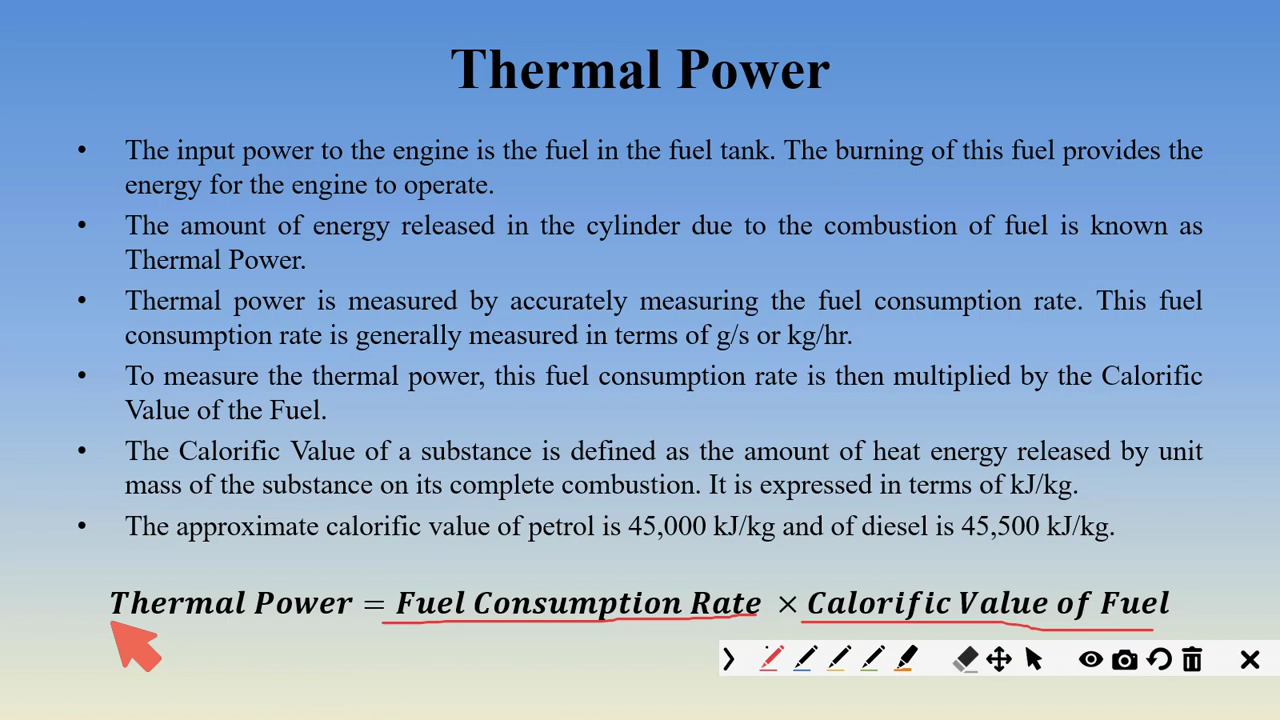 Thermal Power
• The input power to the engine is the fuel in the fuel tank. The burning of this fuel provides the
energy for the engine to operate.
• The amount of energy released in the cylinder due to the combustion of fuel is known as
Thermal Power.
• Thermal power is measured by accurately measuring the fuel consumption rate. This fuel
consumption rate is generally measured in terms of g/s or kg/hr.
• To measure the thermal power, this fuel consumption rate is then multiplied by the Calorific
Value of the Fuel.
• The Calorific Value of a substance is defined as the amount of heat energy released by unit
mass of the substance on its complete combustion. It is expressed in terms of kJ/kg.
• The approximate calorific value of petrol is 45,000 kJ/kg and of diesel is 45,500 kJ/kg.
Thermal Power = Fuel Consumption Rate × Calorific Value of Fuel